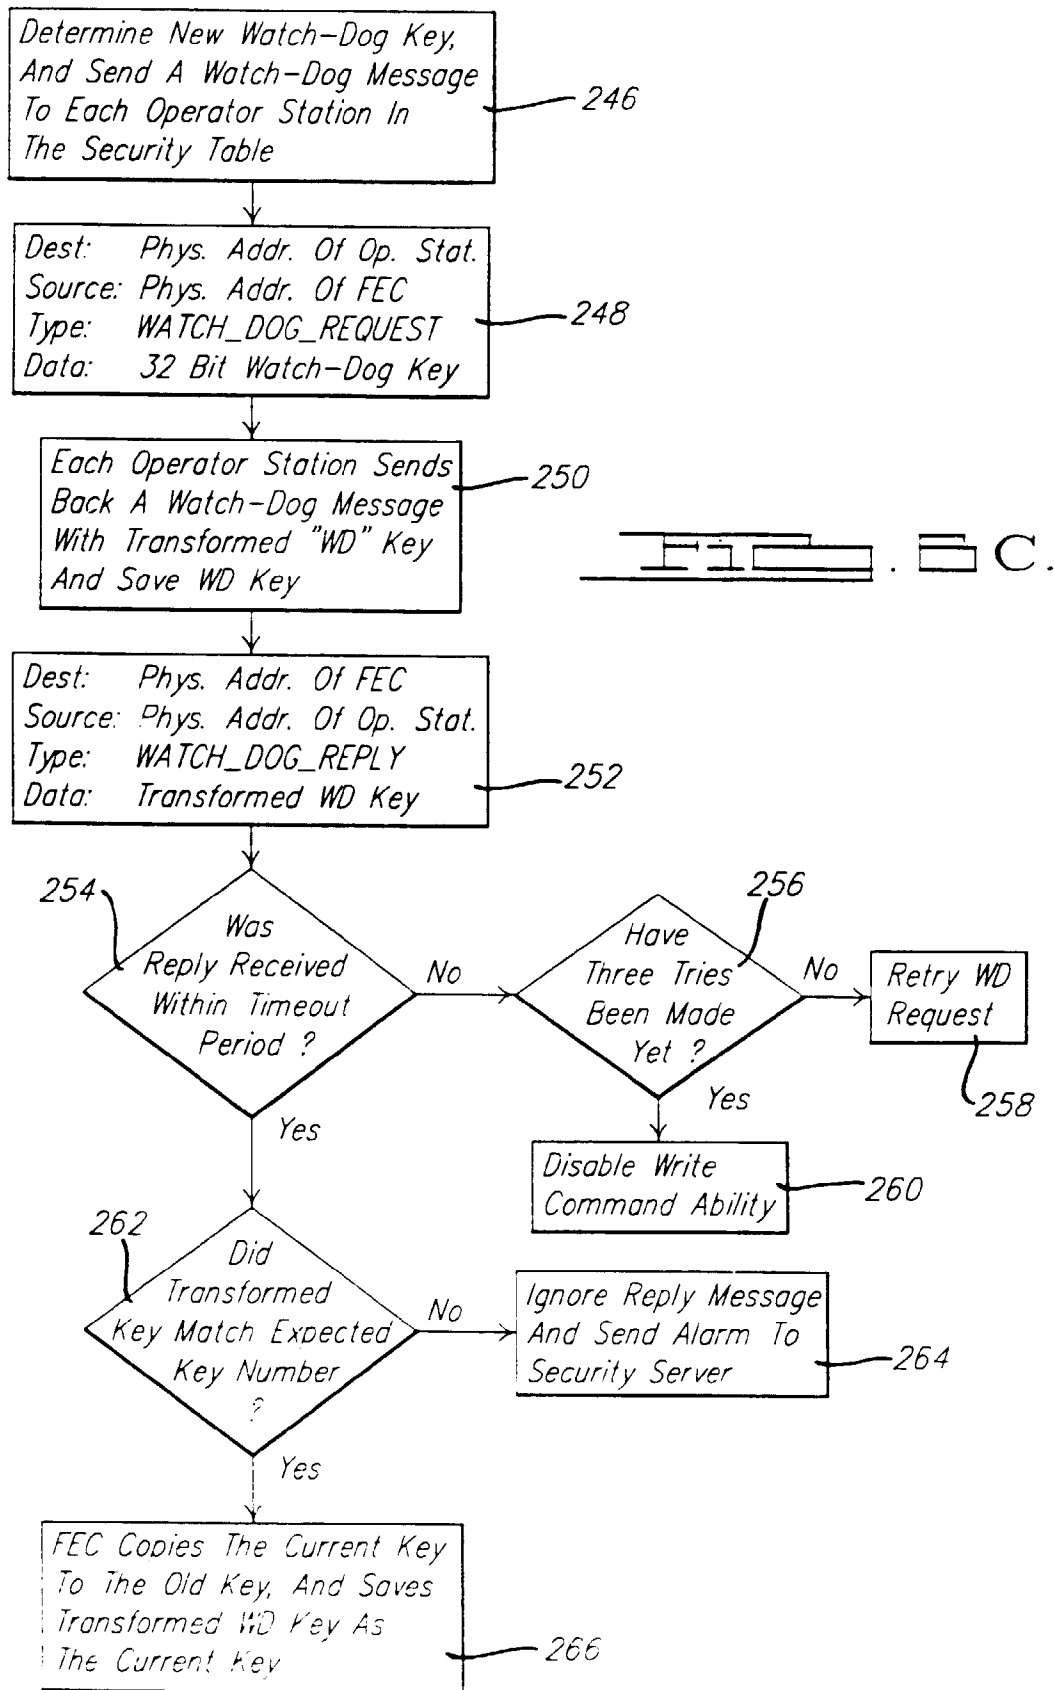 Determine New Watch-Dog Key,
And Send A Watch-Dog Message
To Each Operator Station In
The Security Table
246
Dest: Phys. Addr. Of Op. Stat.
Source: Phys. Addr. Of FEC
Type: WATCH_DOG_REQUEST
Data: 32 Bit Watch-Dog Key
248
Each Operator Station Sends
Back A Watch-Dog Message
With Transformed "WD" Key
And Save WD Key
250
Dest: Phys. Addr. Of FEC
Source: Phys. Addr. Of Op. Stat.
Type: WATCH_DOG_REPLY
Data: Transformed WD Key
252
254
Was
Reply Received
Within Timeout
Period ?
No
Yes
256
Have
Three Tries
Been Made
Yet ?
No
Yes
Retry WD
Request
258
Disable Write
Command Ability
260
262
Did
Transformed
Key Match Expected
Key Number
?
No
Yes
Ignore Reply Message
And Send Alarm To
Security Server
264
FEC Copies The Current Key
To The Old Key, And Saves
Transformed WD Key As
The Current Key
266
C.